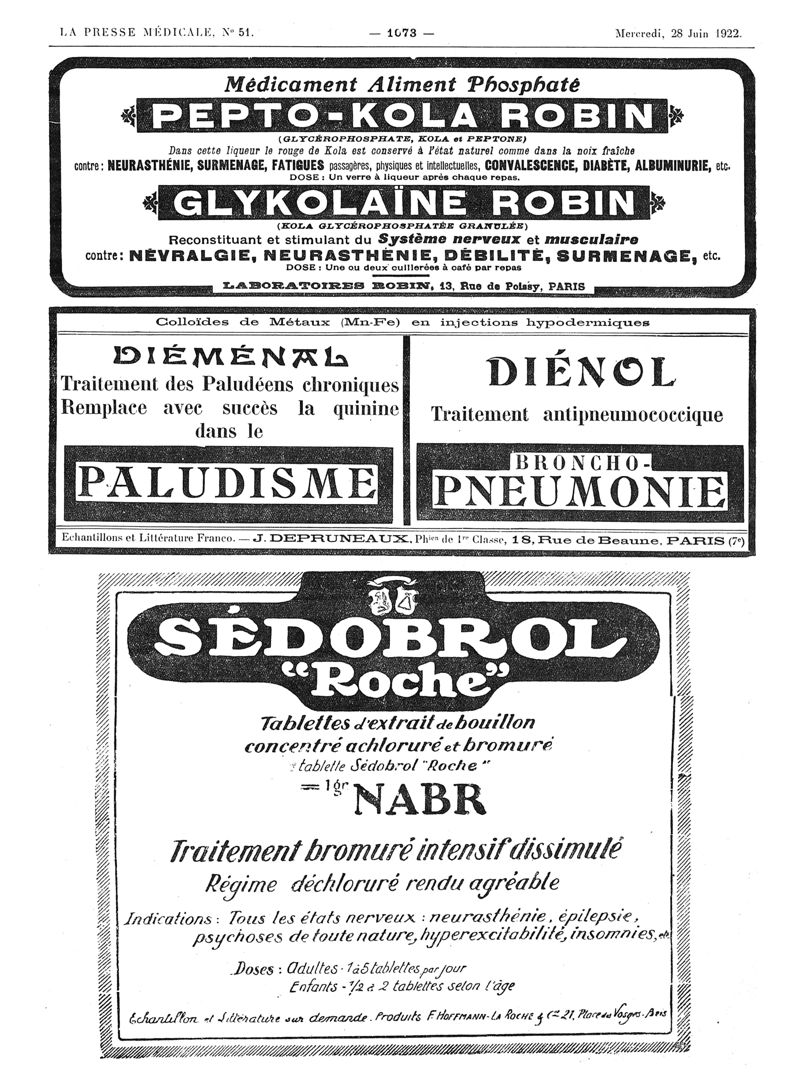 LA PRESSE MÉDICALE, N° 51.
— 1073 —
Mercredi, 28 Juin 1922.
Médicament Aliment Phosphaté
PEPTO-KOLA ROBIN
(GLYCÉROPHOSPHATE, KOLA et PEPTONE)
Dans cette liqueur le rouge de Kola est conservé à l'état naturel comme dans la noix fraîche
contre: NEURASTHÉNIE, SURMENAGE, FATIGUES passagères, physiques et intellectuelles, CONVALESCENCE, DIABÈTE, ALBUMINURIE, etc.
DOSE: Un verre à liqueur après chaque repas.
GLYKOLAÏNE ROBIN
(KOLA GLYCÉROPHOSPHATÉE GRANULÉE)
Reconstituant et stimulant du Système nerveux et musculaire
contre: NÉVRALGIE, NEURASTHÉNIE, DÉBILITÉ, SURMENAGE, etc.
DOSE: Une ou deux cuillerées à café par repas
LABORATOIRES ROBIN, 13, Rue de Poissy, PARIS
Colloïdes de Métaux (Mn-Fe) en injections hypodermiques
DIÉMÉNAL
Traitement des Paludéens chroniques
Remplace avec succès la quinine
dans le
PALUDISME
DIÉNOL
Traitement antipneumococcique
BRONCHO-
PNEUMONIE
Echantillons et Littérature Franco. — J. DEPRUNEAUX, Phien de 1re Classe, 18, Rue de Beaune, PARIS (7e)
SÉDOBROL
"Roche"
Tablettes d'extrait de bouillon
concentré achloruré et bromuré
1 tablette Sédobrol "Roche"
= 1gr NABR
Traitement bromuré intensif dissimulé
Régime déchloruré rendu agréable
Indications: Tous les états nerveux: neurasthénie, épilepsie,
psychoses de toute nature, hyperexcitabilité, insomnies, etc
Doses: Adultes - 1 à 5 tablettes par jour
Enfants - 1/2 à 2 tablettes selon l'âge
Echantillon et Littérature sur demande. Produits F. HOFFMANN-LA ROCHE & Cie 21, Place des Vosges-Paris